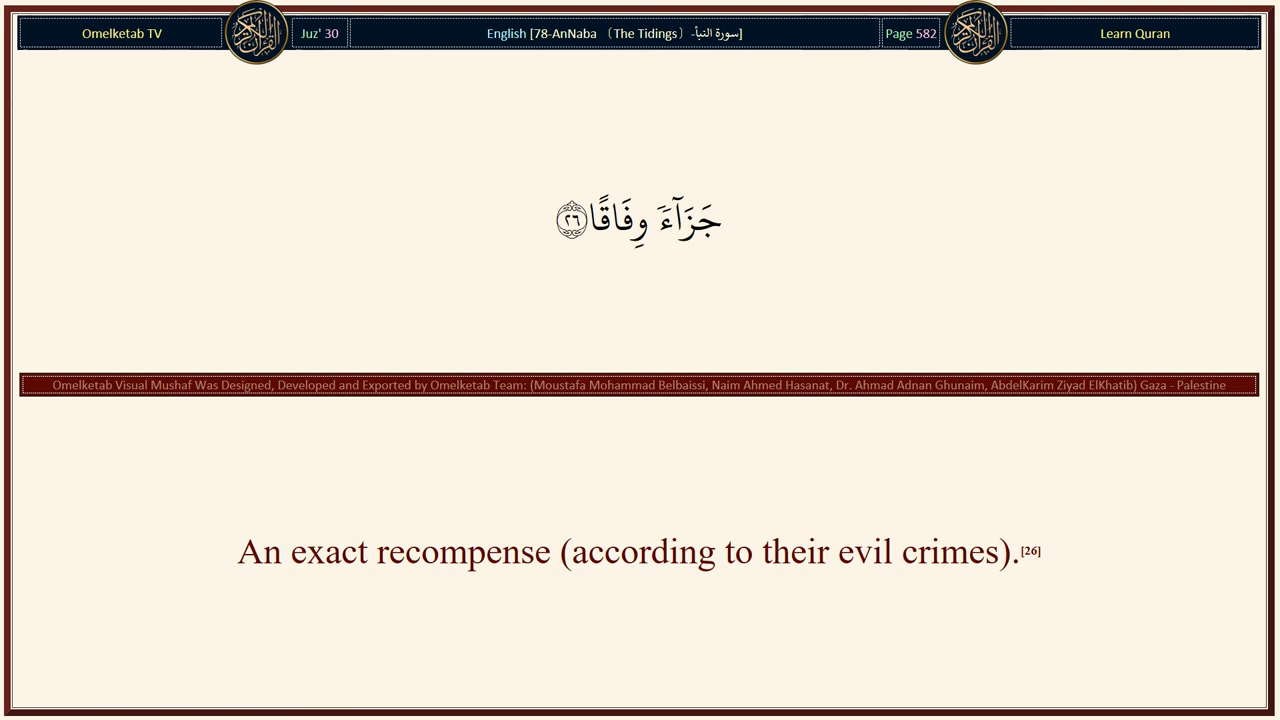 Omelketab TV
Juz' 30
English [78-AnNaba （The Tidings） -سورة النبأ]
Page 582
Learn Quran
جَزَآءً وِفَاقًا ٢٦
Omelketab Visual Mushaf Was Designed, Developed and Exported by Omelketab Team: (Moustafa Mohammad Belbaissi, Naim Ahmed Hasanat, Dr. Ahmad Adnan Ghunaim, AbdelKarim Ziyad ElKhatib) Gaza - Palestine
An exact recompense (according to their evil crimes).[26]